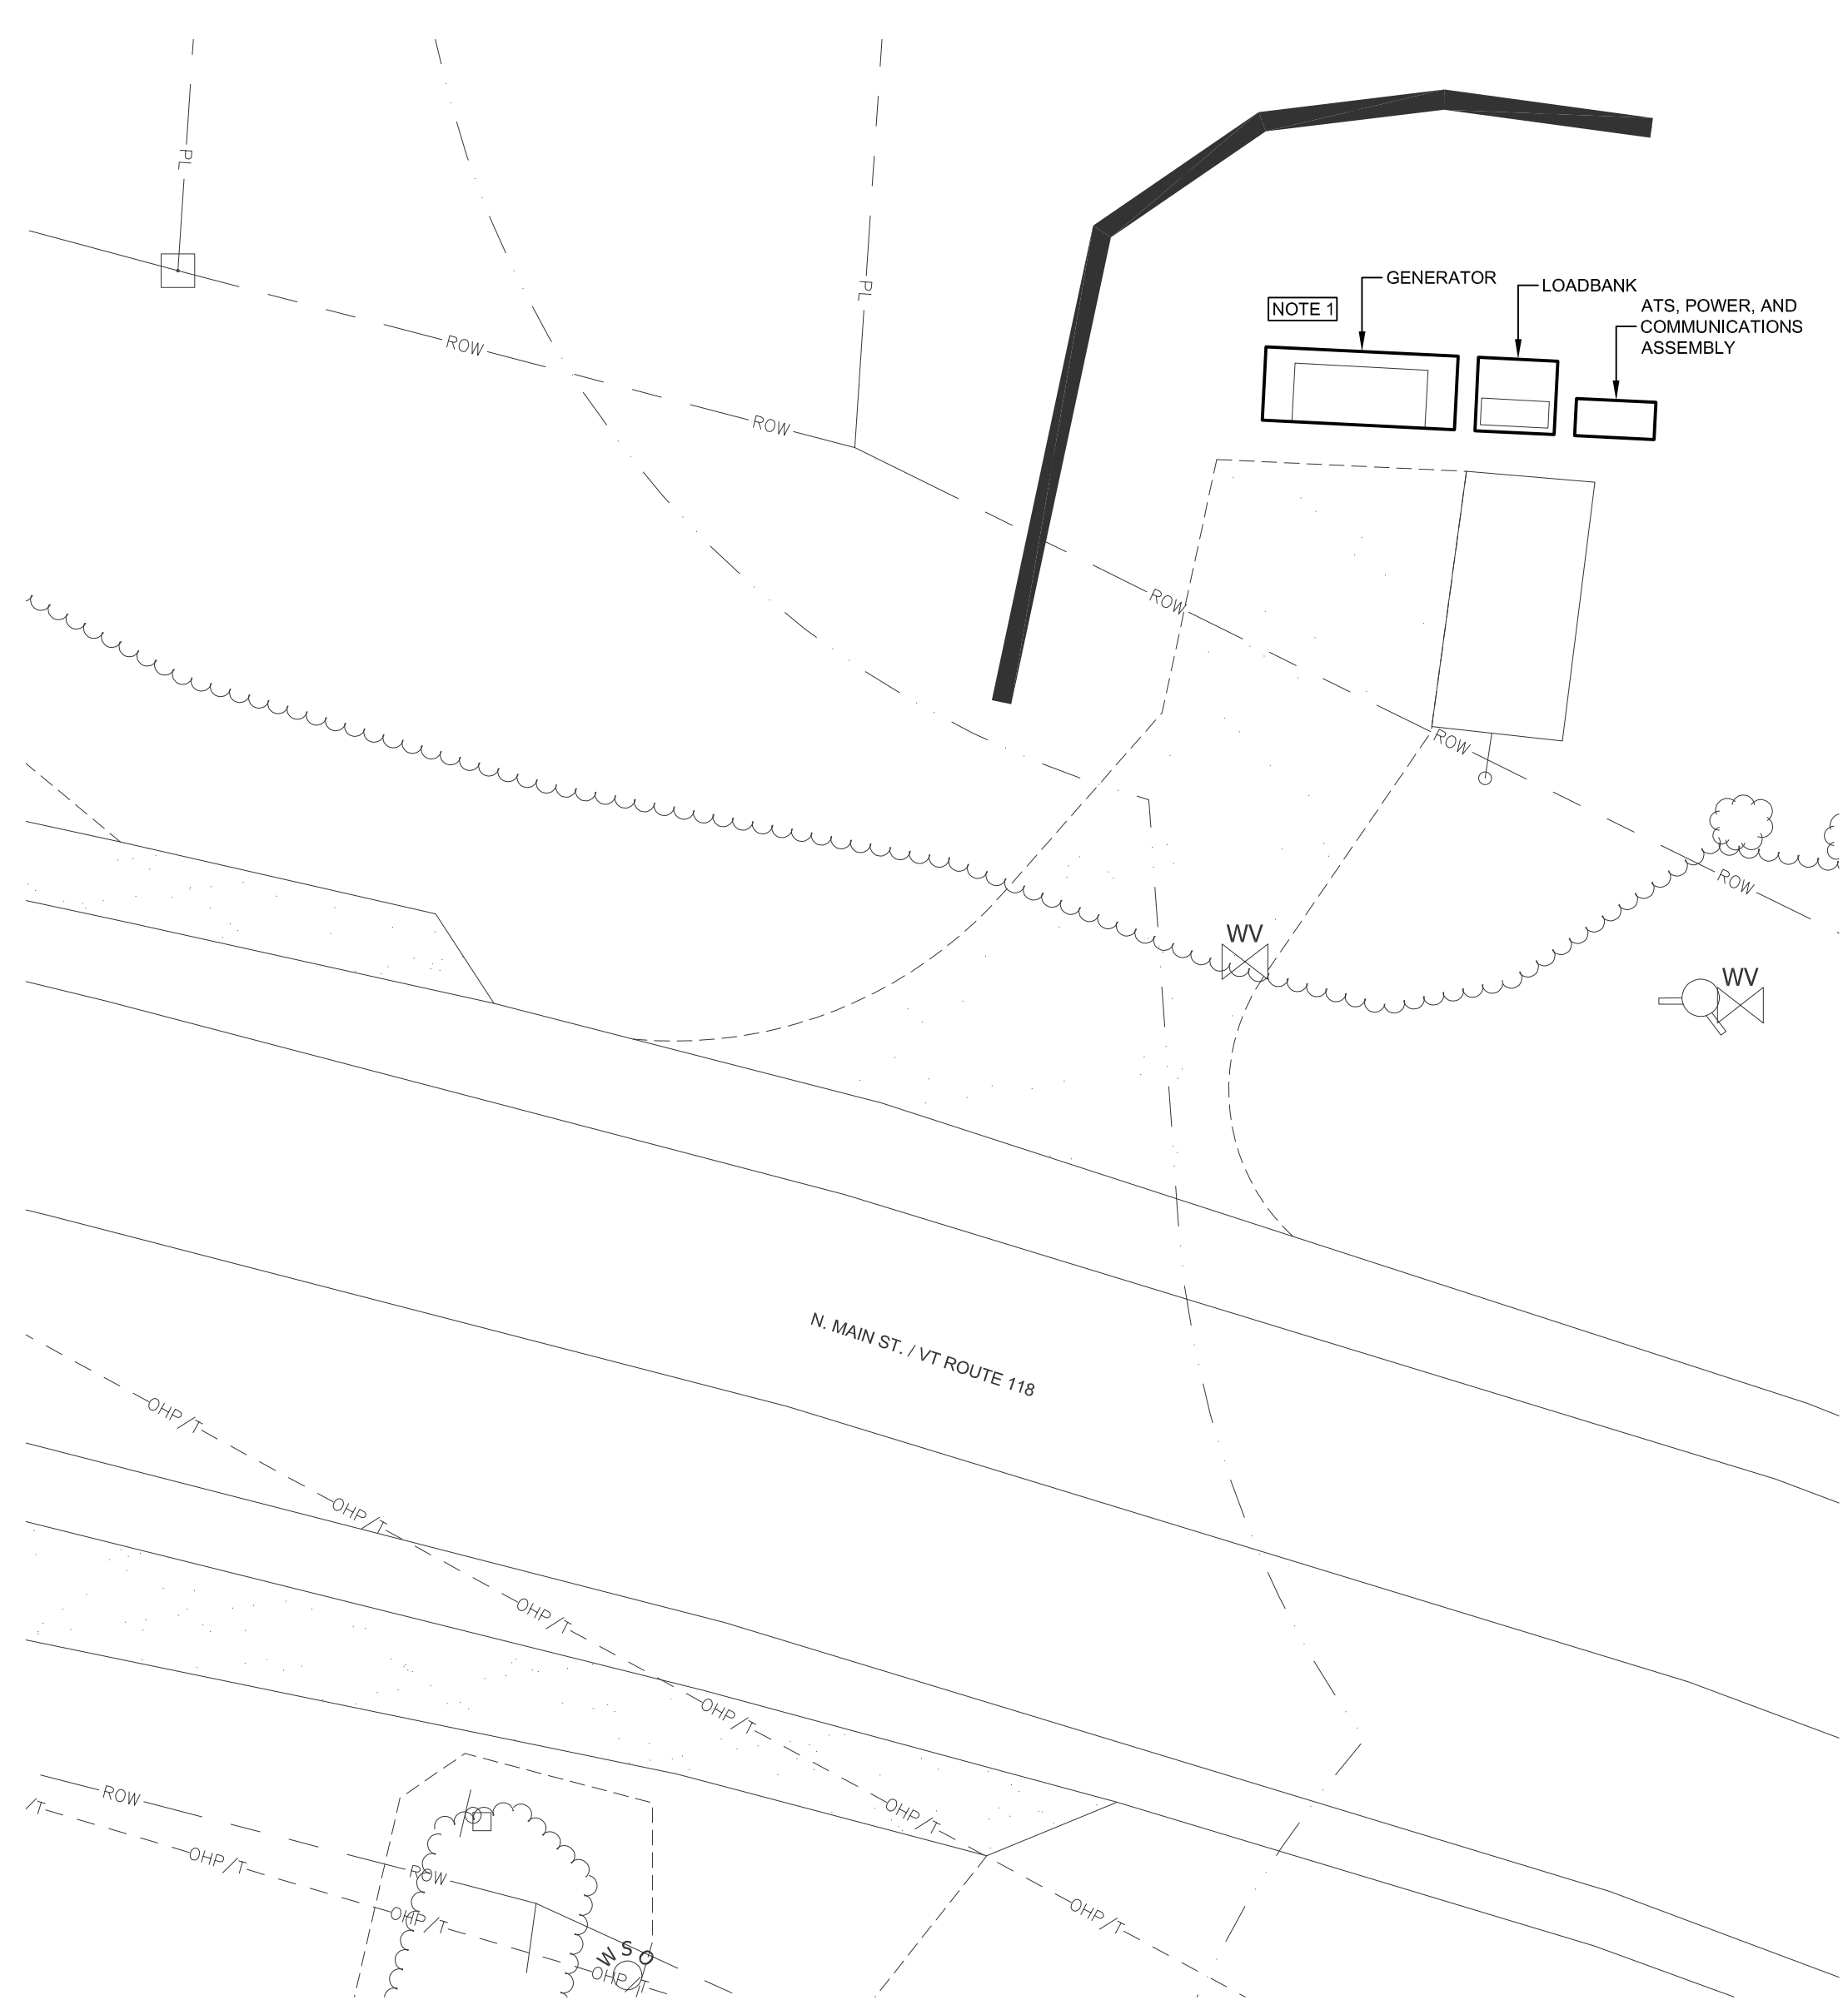 PL
PL
GENERATOR
LOADBANK
NOTE 1
ATS, POWER, AND
COMMUNICATIONS
ASSEMBLY
ROW
ROW
ROW
ROW
ROW
WV
WV
N. MAIN ST. / VT ROUTE 118
OHP/T
OHP/T
OHP/T
OHP/T
OHP/T
OHP/T
ROW
/T
OHP/T
ROW
OHP/T
WSO
OHP/T